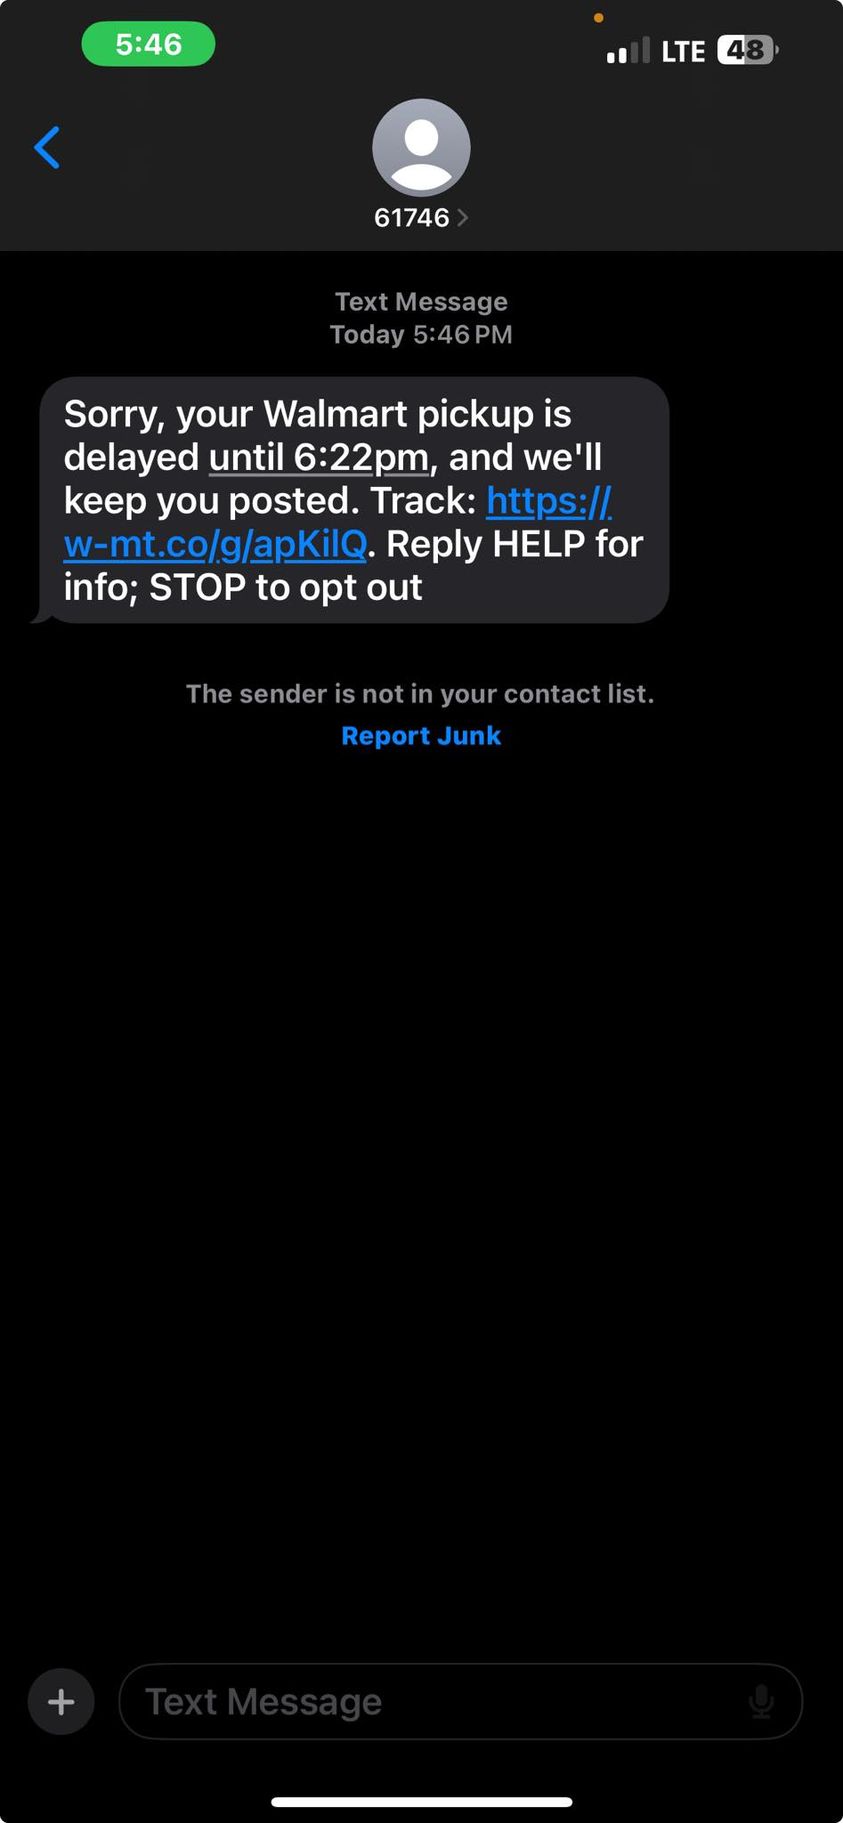 5:46
LTE 48
61746
Text Message
Today 5:46 PM
Sorry, your Walmart pickup is
delayed until 6:22pm, and we'll
keep you posted. Track: https://
w-mt.co/g/apKilQ. Reply HELP for
info; STOP to opt out
The sender is not in your contact list.
Report Junk
Text Message